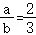 a/b = 2/3